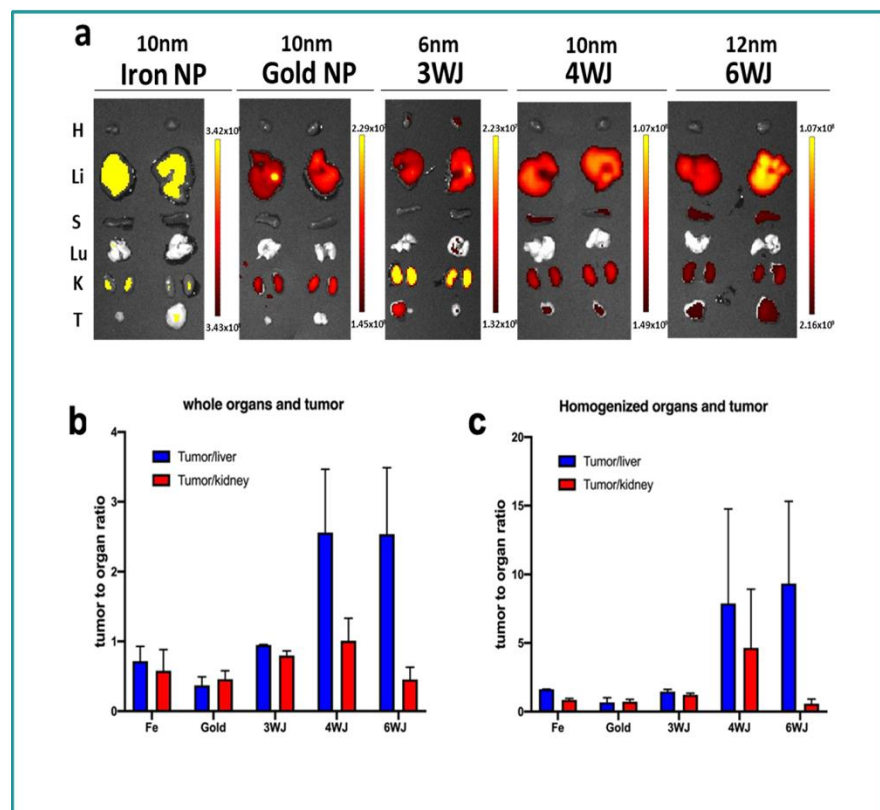 a
10nm 10nm 6nm 10nm 12nm
Iron NP Gold NP 3WJ 4WJ 6WJ
H
Li
S
Lu
K
T
b
whole organs and tumor
4
3
2
1
0
tumor to organ ratio
Tumor/liver
Tumor/kidney
Fe Gold 3WJ 4WJ 6WJ
c
Homogenized organs and tumor
20
15
10
5
0
tumor to organ ratio
Tumor/liver
Tumor/kidney
Fe Gold 3WJ 4WJ 6WJ